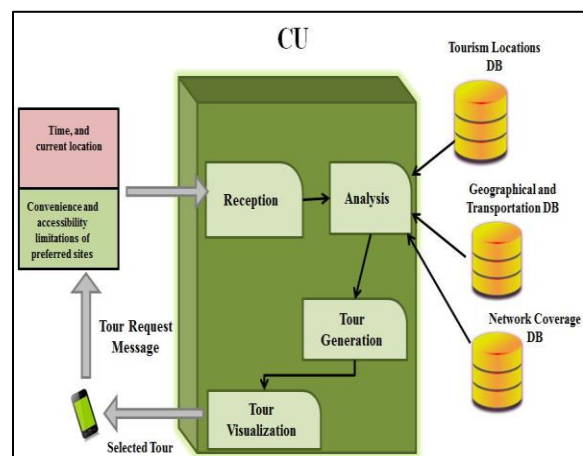 CU
Tourism Locations
DB
Time, and
current location
Convenience and
accessibility
limitations of
preferred sites
Reception
Analysis
Geographical and
Transportation DB
Tour Request
Message
Tour
Generation
Network Coverage
DB
Tour
Visualization
Selected Tour